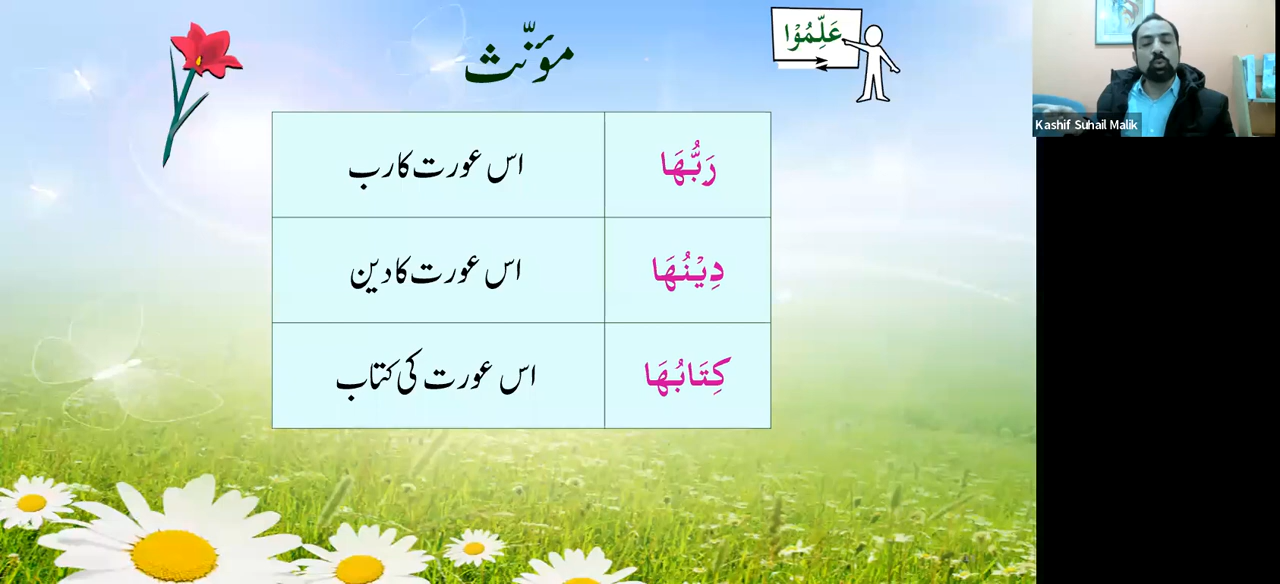 مؤنّث
عَلِّمُوْا
رَبُّهَا اس عورت کا رب
دِيْنُهَا اس عورت کا دین
كِتَابُهَا اس عورت کی کتاب
Kashif Suhail Malik